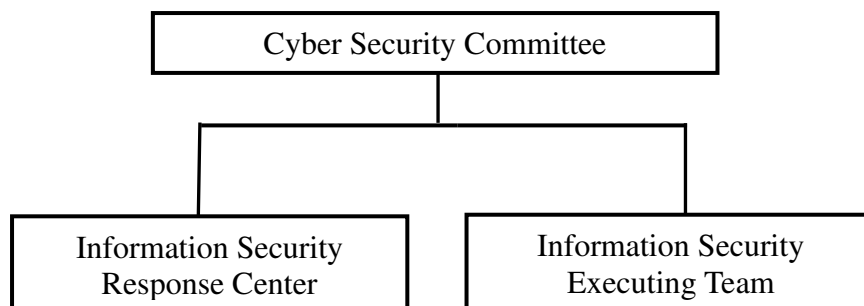 Cyber Security Committee
Information Security
Response Center
Information Security
Executing Team